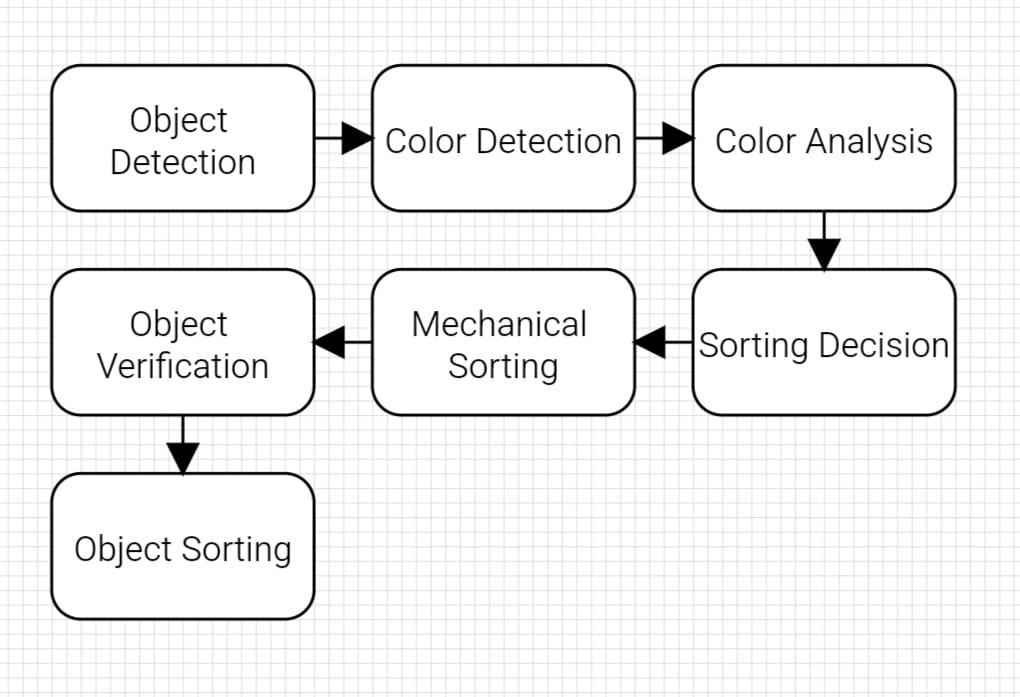 Object
Detection
Color Detection
Color Analysis
Object
Verification
Mechanical
Sorting
Sorting Decision
Object Sorting